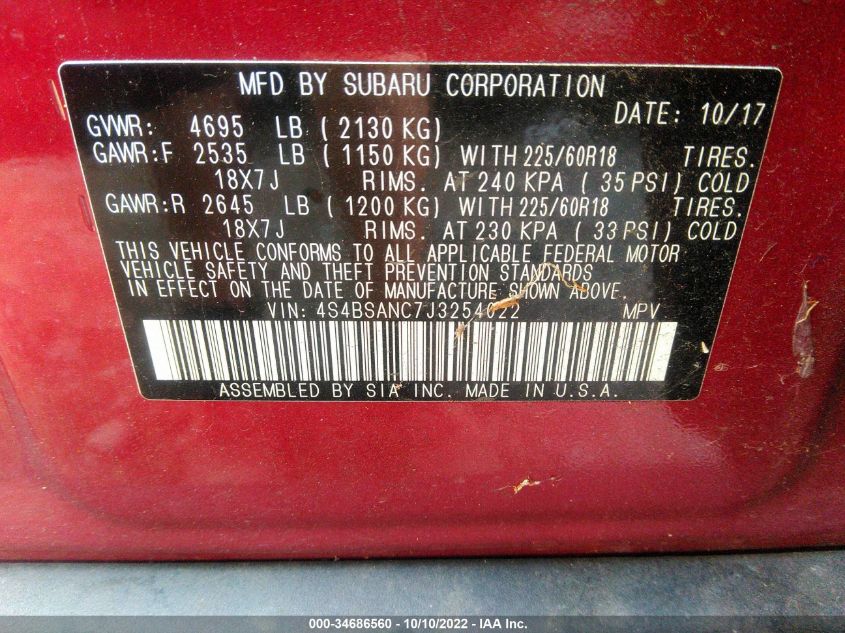 MFD BY SUBARU CORPORATION
DATE: 10/17
GVWR: 4695 LB ( 2130 KG)
GAWR:F 2535 LB ( 1150 KG) WITH 225/60R18 TIRES.
18X7J RIMS. AT 240 KPA ( 35 PSI) COLD
GAWR:R 2645 LB ( 1200 KG) WITH 225/60R18 TIRES.
18X7J RIMS. AT 230 KPA ( 33 PSI) COLD
THIS VEHICLE CONFORMS TO ALL APPLICABLE FEDERAL MOTOR
VEHICLE SAFETY AND THEFT PREVENTION STANDARDS
IN EFFECT ON THE DATE OF MANUFACTURE SHOWN ABOVE.
VIN: 4S4BSANC7J3254022 MPV
ASSEMBLED BY SIA INC. MADE IN U.S.A.
000-34686560 - 10/10/2022 - IAA Inc.